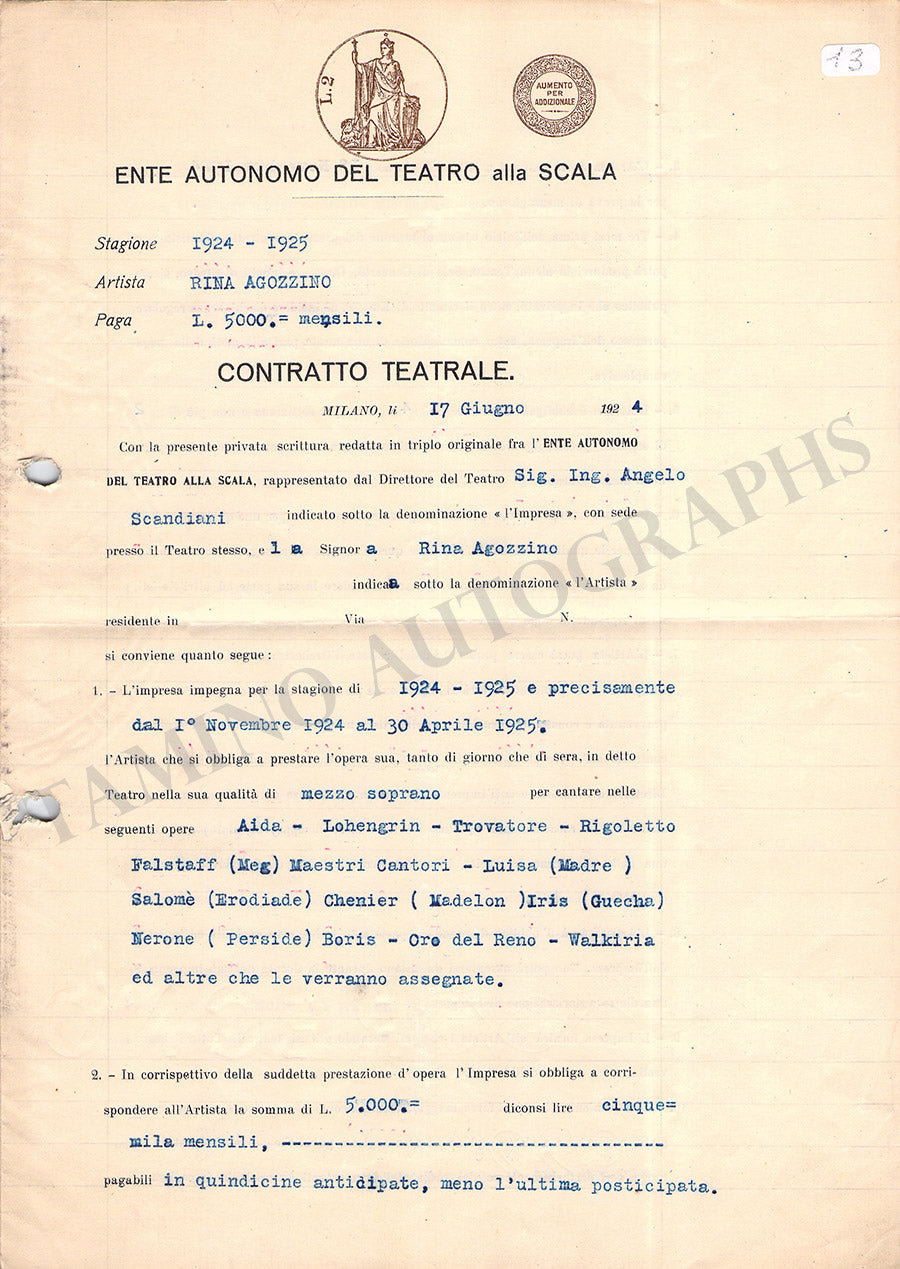 L.2
AUMENTO
PER
ADDIZIONALE
13
ENTE AUTONOMO DEL TEATRO alla SCALA
Stagione 1924 - 1925
Artista RINA AGOZZINO
Paga L. 5000.= mensili.
CONTRATTO TEATRALE.
MILANO, li 17 Giugno 1924
Con la presente privata scrittura redatta in triplo originale fra l'ENTE AUTONOMO
DEL TEATRO ALLA SCALA, rappresentato dal Direttore del Teatro Sig. Ing. Angelo
Scandiani indicato sotto la denominazione « l'Impresa », con sede
presso il Teatro stesso, e la Signora Rina Agozzino
indicaa sotto la denominazione « l'Artista »
residente in Via N.
si conviene quanto segue :
1. - L'impresa impegna per la stagione di 1924 - 1925 e precisamente
dal 1° Novembre 1924 al 30 Aprile 1925.
l'Artista che si obbliga a prestare l'opera sua, tanto di giorno che di sera, in detto
Teatro nella sua qualità di mezzo soprano per cantare nelle
seguenti opere Aida - Lohengrin - Trovatore - Rigoletto
Falstaff (Meg) Maestri Cantori - Luisa (Madre )
Salomè (Erodiade) Chenier ( Madelon )Iris (Guecha)
Nerone ( Perside) Boris - Oro del Reno - Walkiria
ed altre che le verranno assegnate.
2. - In corrispettivo della suddetta prestazione d'opera l'Impresa si obbliga a corri-
spondere all'Artista la somma di L. 5.000.= diconsi lire cinque=
mila mensili, ------------------------------------
pagabili in quindicine antidipate, meno l'ultima posticipata.
TAMINO AUTOGRAPHS